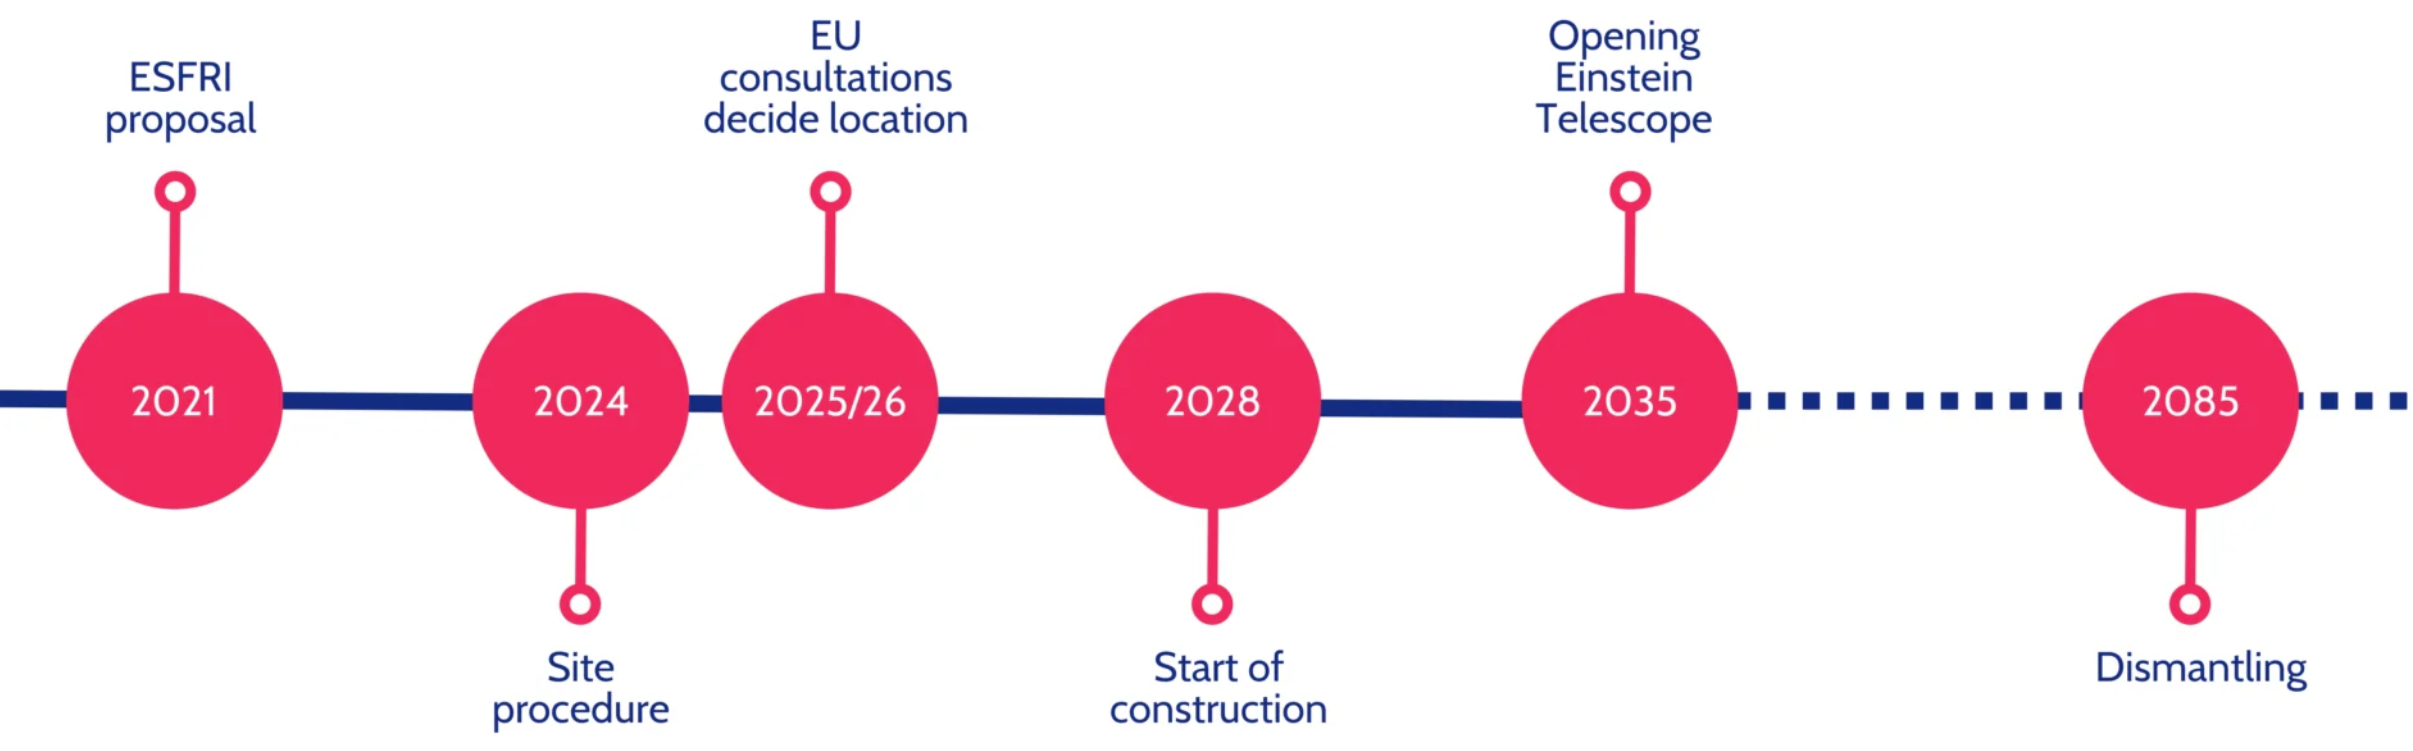 ESFRI
proposal
EU
consultations
decide location
Opening
Einstein
Telescope
2021
2024
2025/26
2028
2035
2085
Site
procedure
Start of
construction
Dismantling